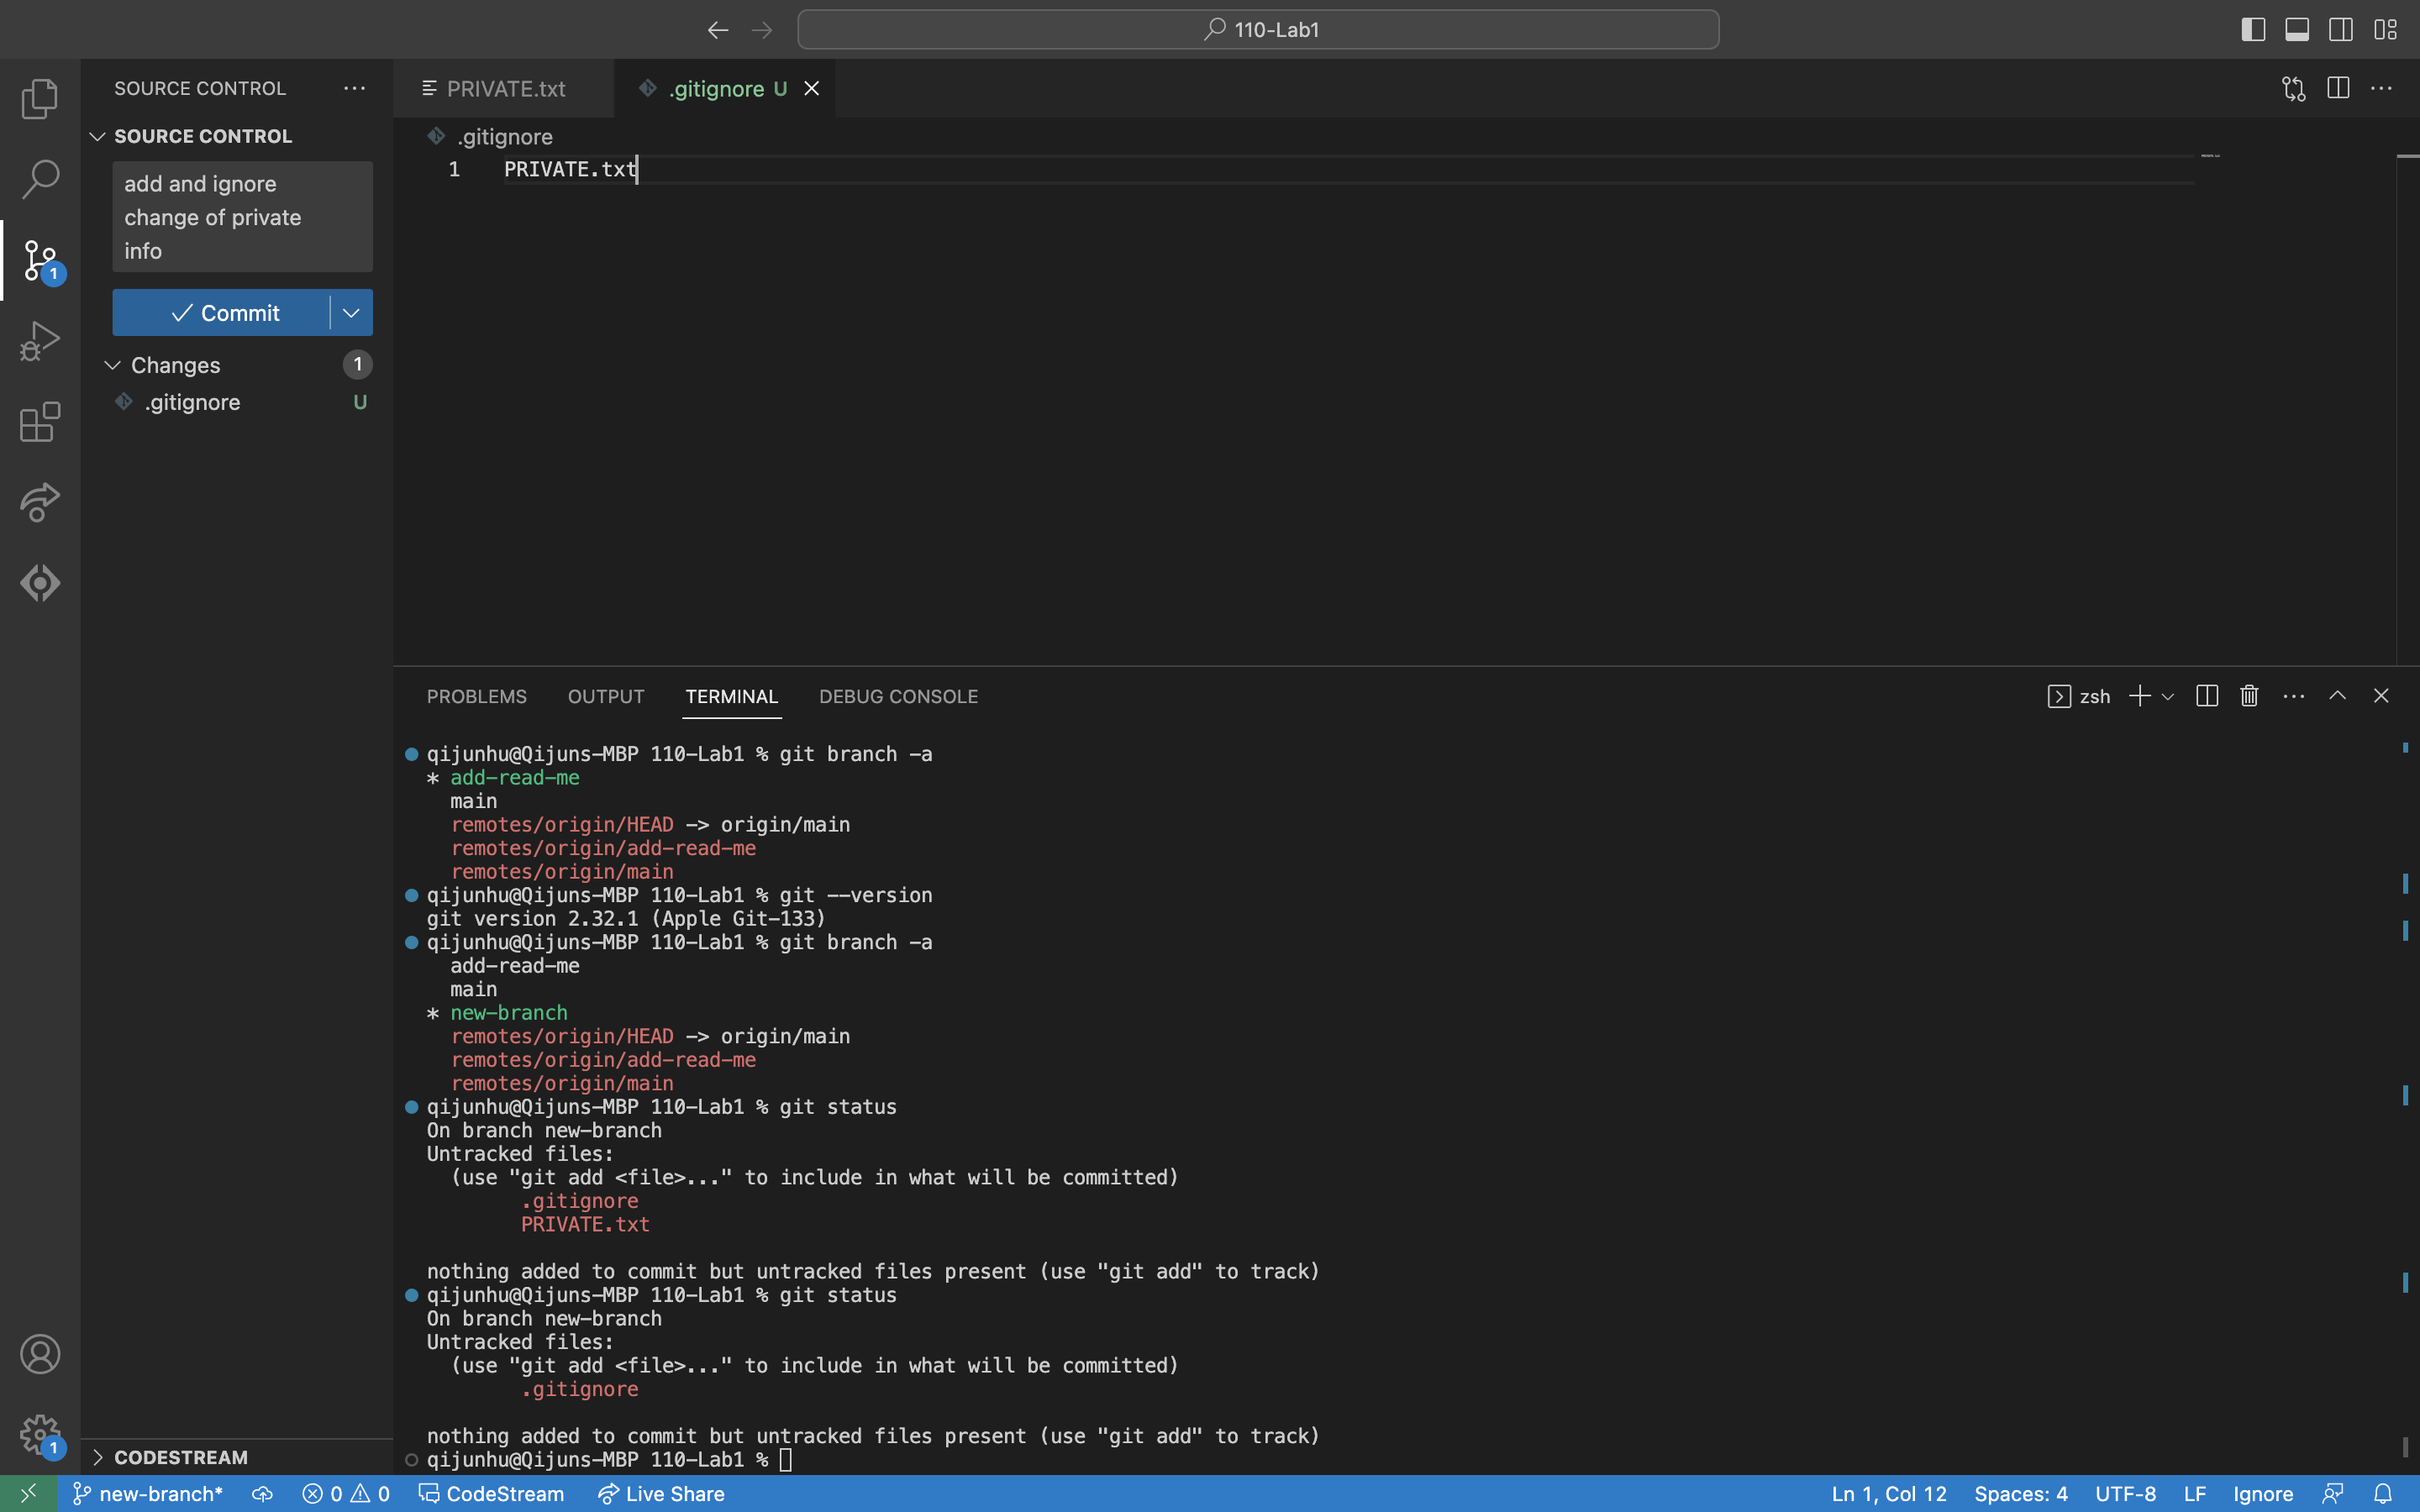 110-Lab1
SOURCE CONTROL
PRIVATE.txt
.gitignore U
SOURCE CONTROL
.gitignore
add and ignore
change of private
info
1 PRIVATE.txt
1
Commit
Changes 1
.gitignore U
PROBLEMS OUTPUT TERMINAL DEBUG CONSOLE
zsh
qijunhu@Qijuns-MBP 110-Lab1 % git branch -a
* add-read-me
main
remotes/origin/HEAD -> origin/main
remotes/origin/add-read-me
remotes/origin/main
qijunhu@Qijuns-MBP 110-Lab1 % git --version
git version 2.32.1 (Apple Git-133)
qijunhu@Qijuns-MBP 110-Lab1 % git branch -a
add-read-me
main
* new-branch
remotes/origin/HEAD -> origin/main
remotes/origin/add-read-me
remotes/origin/main
qijunhu@Qijuns-MBP 110-Lab1 % git status
On branch new-branch
Untracked files:
(use "git add <file>..." to include in what will be committed)
.gitignore
PRIVATE.txt
nothing added to commit but untracked files present (use "git add" to track)
qijunhu@Qijuns-MBP 110-Lab1 % git status
On branch new-branch
Untracked files:
(use "git add <file>..." to include in what will be committed)
.gitignore
nothing added to commit but untracked files present (use "git add" to track)
qijunhu@Qijuns-MBP 110-Lab1 %
1
CODESTREAM
new-branch* 0 0 CodeStream Live Share
Ln 1, Col 12 Spaces: 4 UTF-8 LF Ignore